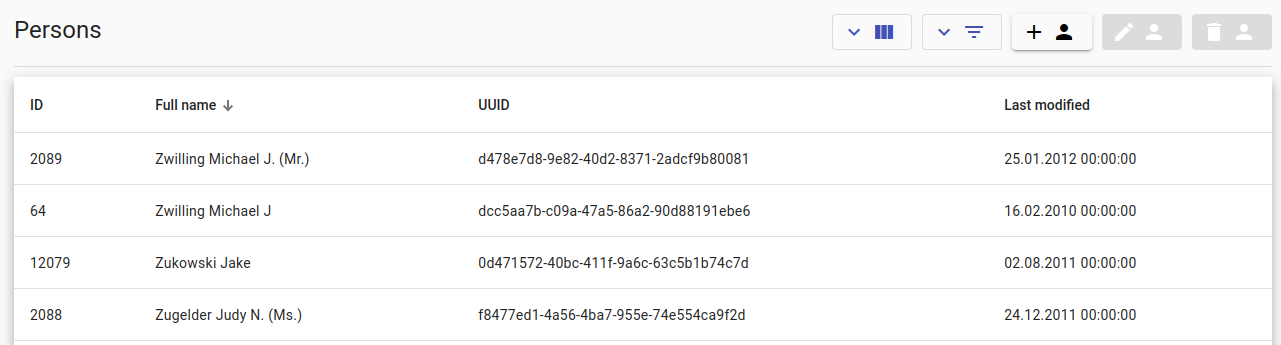 Persons
ID Full name UUID Last modified
2089 Zwilling Michael J. (Mr.) d478e7d8-9e82-40d2-8371-2adcf9b80081 25.01.2012 00:00:00
64 Zwilling Michael J dcc5aa7b-c09a-47a5-86a2-90d88191ebe6 16.02.2010 00:00:00
12079 Zukowski Jake 0d471572-40bc-411f-9a6c-63c5b1b74c7d 02.08.2011 00:00:00
2088 Zugelder Judy N. (Ms.) f8477ed1-4a56-4ba7-955e-74e554ca9f2d 24.12.2011 00:00:00